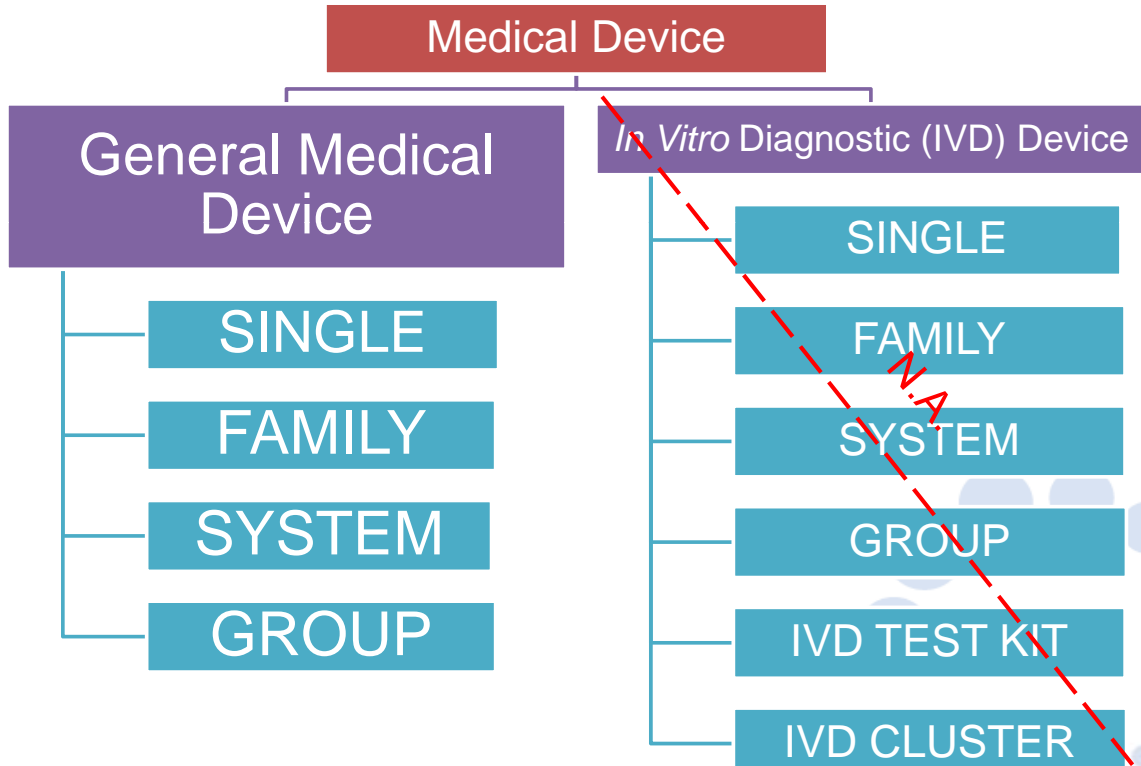 Medical Device
General Medical
Device
SINGLE
FAMILY
SYSTEM
GROUP
In Vitro Diagnostic (IVD) Device
SINGLE
FAMILY
N.A.
SYSTEM
GROUP
IVD TEST KIT
IVD CLUSTER